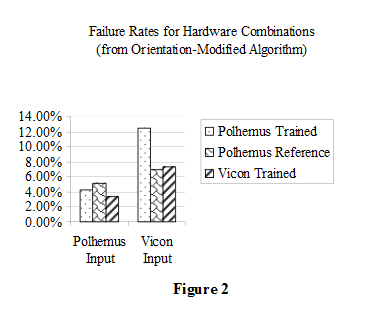 Failure Rates for Hardware Combinations
(from Orientation-Modified Algorithm)
14.00%
12.00%
10.00%
8.00%
6.00%
4.00%
2.00%
0.00%
Polhemus Input
Vicon Input
Polhemus Trained
Polhemus Reference
Vicon Trained
Figure 2